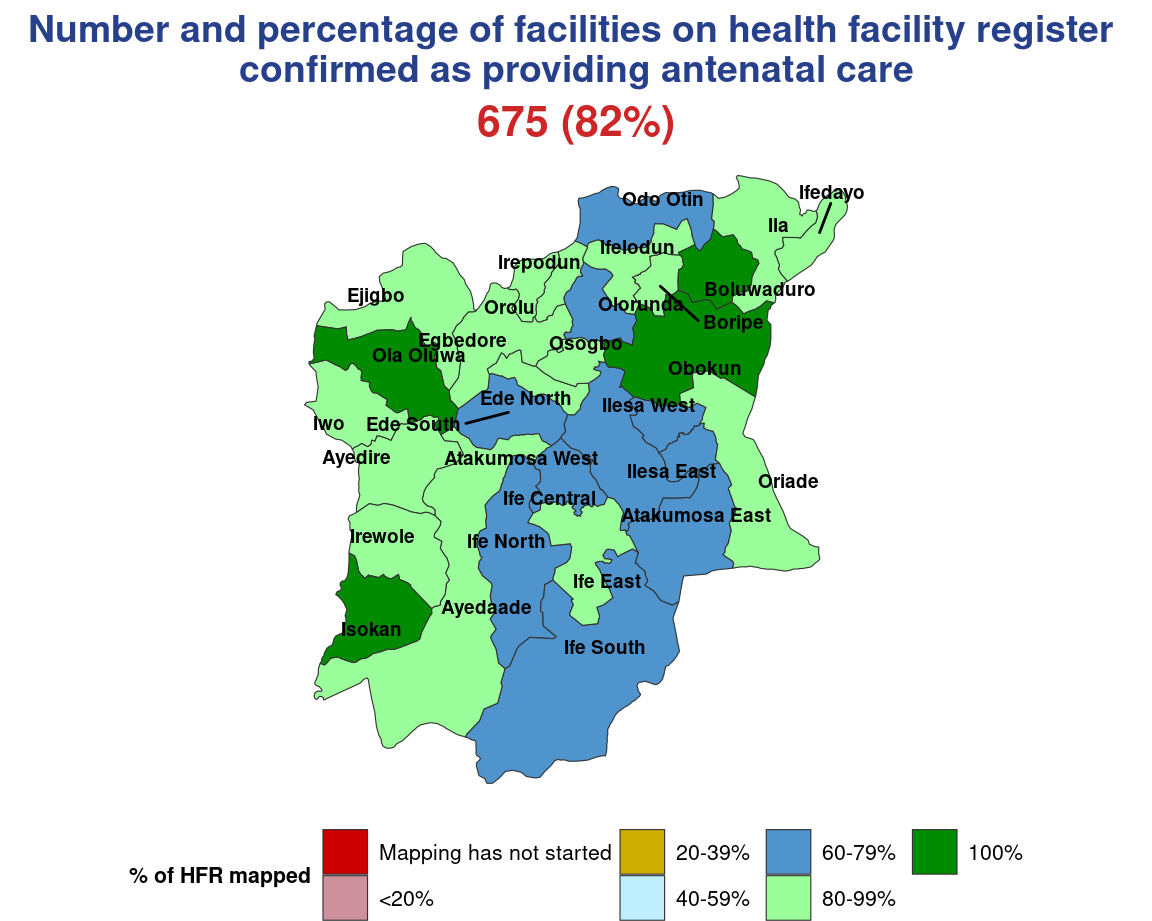 Number and percentage of facilities on health facility register
confirmed as providing antenatal care
675 (82%)
Ifedayo
Odo Otin
Ila
Ifelodun
Irepodun
Boluwaduro
Ejigbo
Olorunda
Orolu
Boripe
Egbedore
Osogbo
Ola Oluwa
Obokun
Ede North
Ilesa West
Iwo
Ede South
Ayedire
Atakumosa West
Ilesa East
Oriade
Ife Central
Atakumosa East
Irewole
Ife North
Ife East
Ayedaade
Isokan
Ife South
% of HFR mapped
Mapping has not started
<20%
20-39%
40-59%
60-79%
80-99%
100%